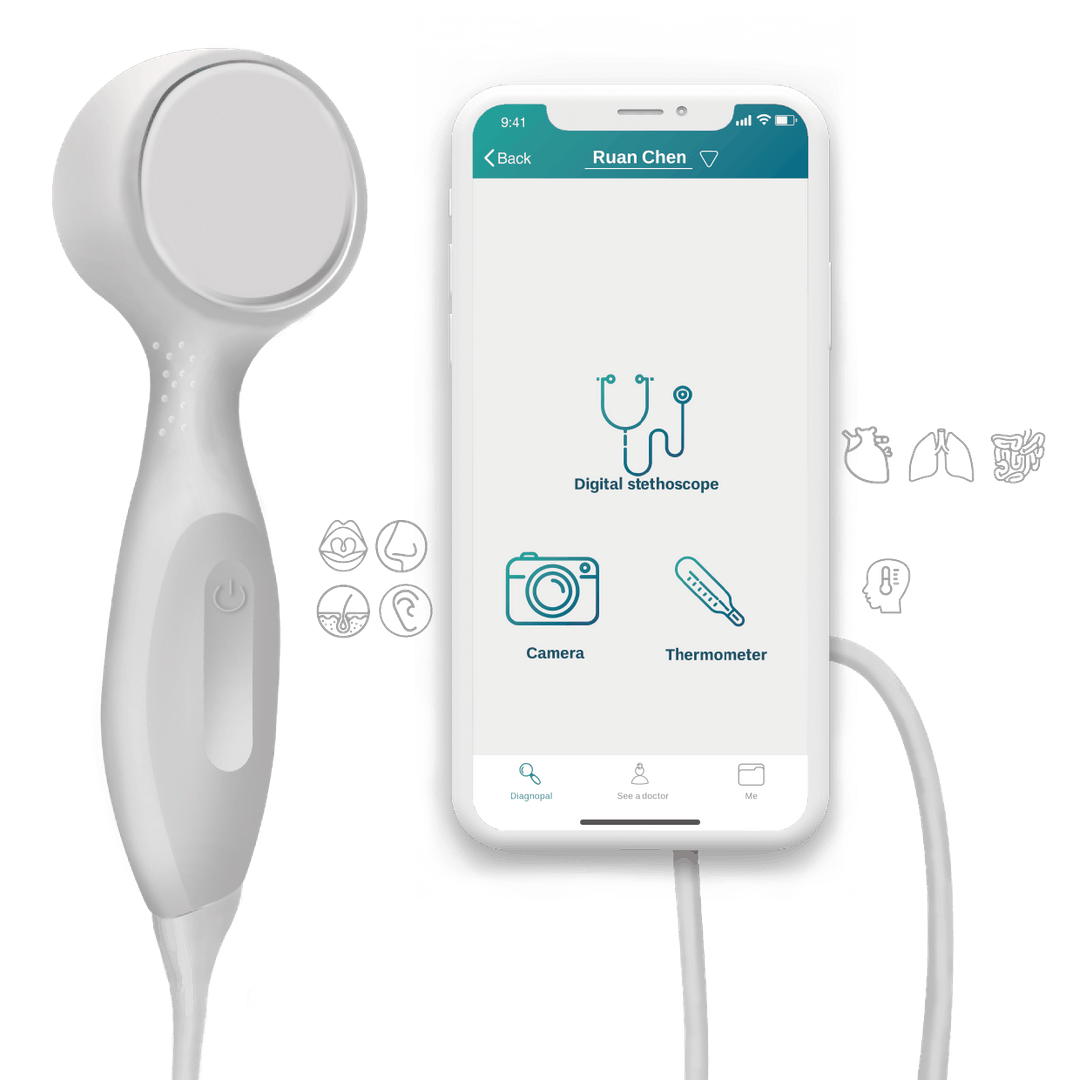 9:41
Back
Ruan Chen
Digital stethoscope
Camera
Thermometer
Diagnopal
See a doctor
Me